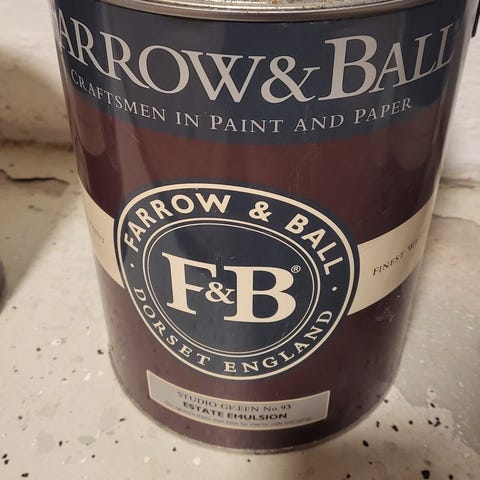 FARROW & BALL
CRAFTSMEN IN PAINT AND PAPER
FARROW & BALL
F&B®
DORSET ENGLAND
FINEST
STUDIO GREEN No. 93
ESTATE EMULSION